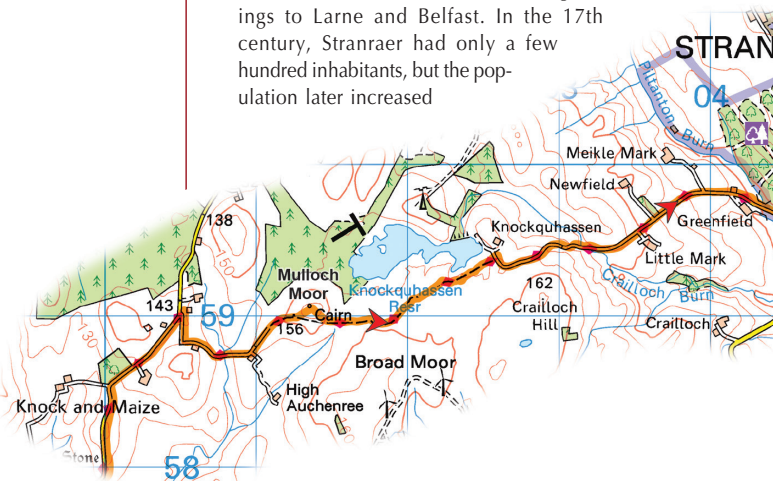 ings to Larne and Belfast. In the 17th
century, Stranraer had only a few
hundred inhabitants, but the pop-
ulation later increased
STRAN
04
Piltanton Burn
Meikle Mark
Newfield
Greenfield
Knockquhassen
Little Mark
138
150
Mulloch
Moor
Knockquhassen
Resr
162
Crailloch Burn
143
59
Cairn
156
Crailloch
Hill
Crailloch
130
Broad Moor
High
Auchenree
Knock and Maize
Stone
58